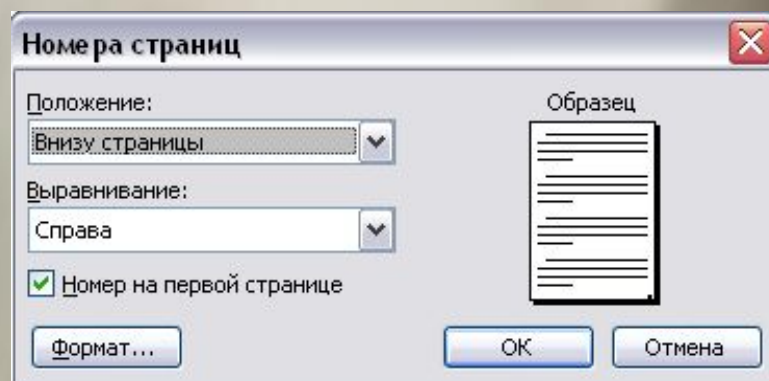 Номера страниц
Положение:
Образец
Внизу страницы
Выравнивание:
Справа
Номер на первой странице
Формат...
ОК
Отмена